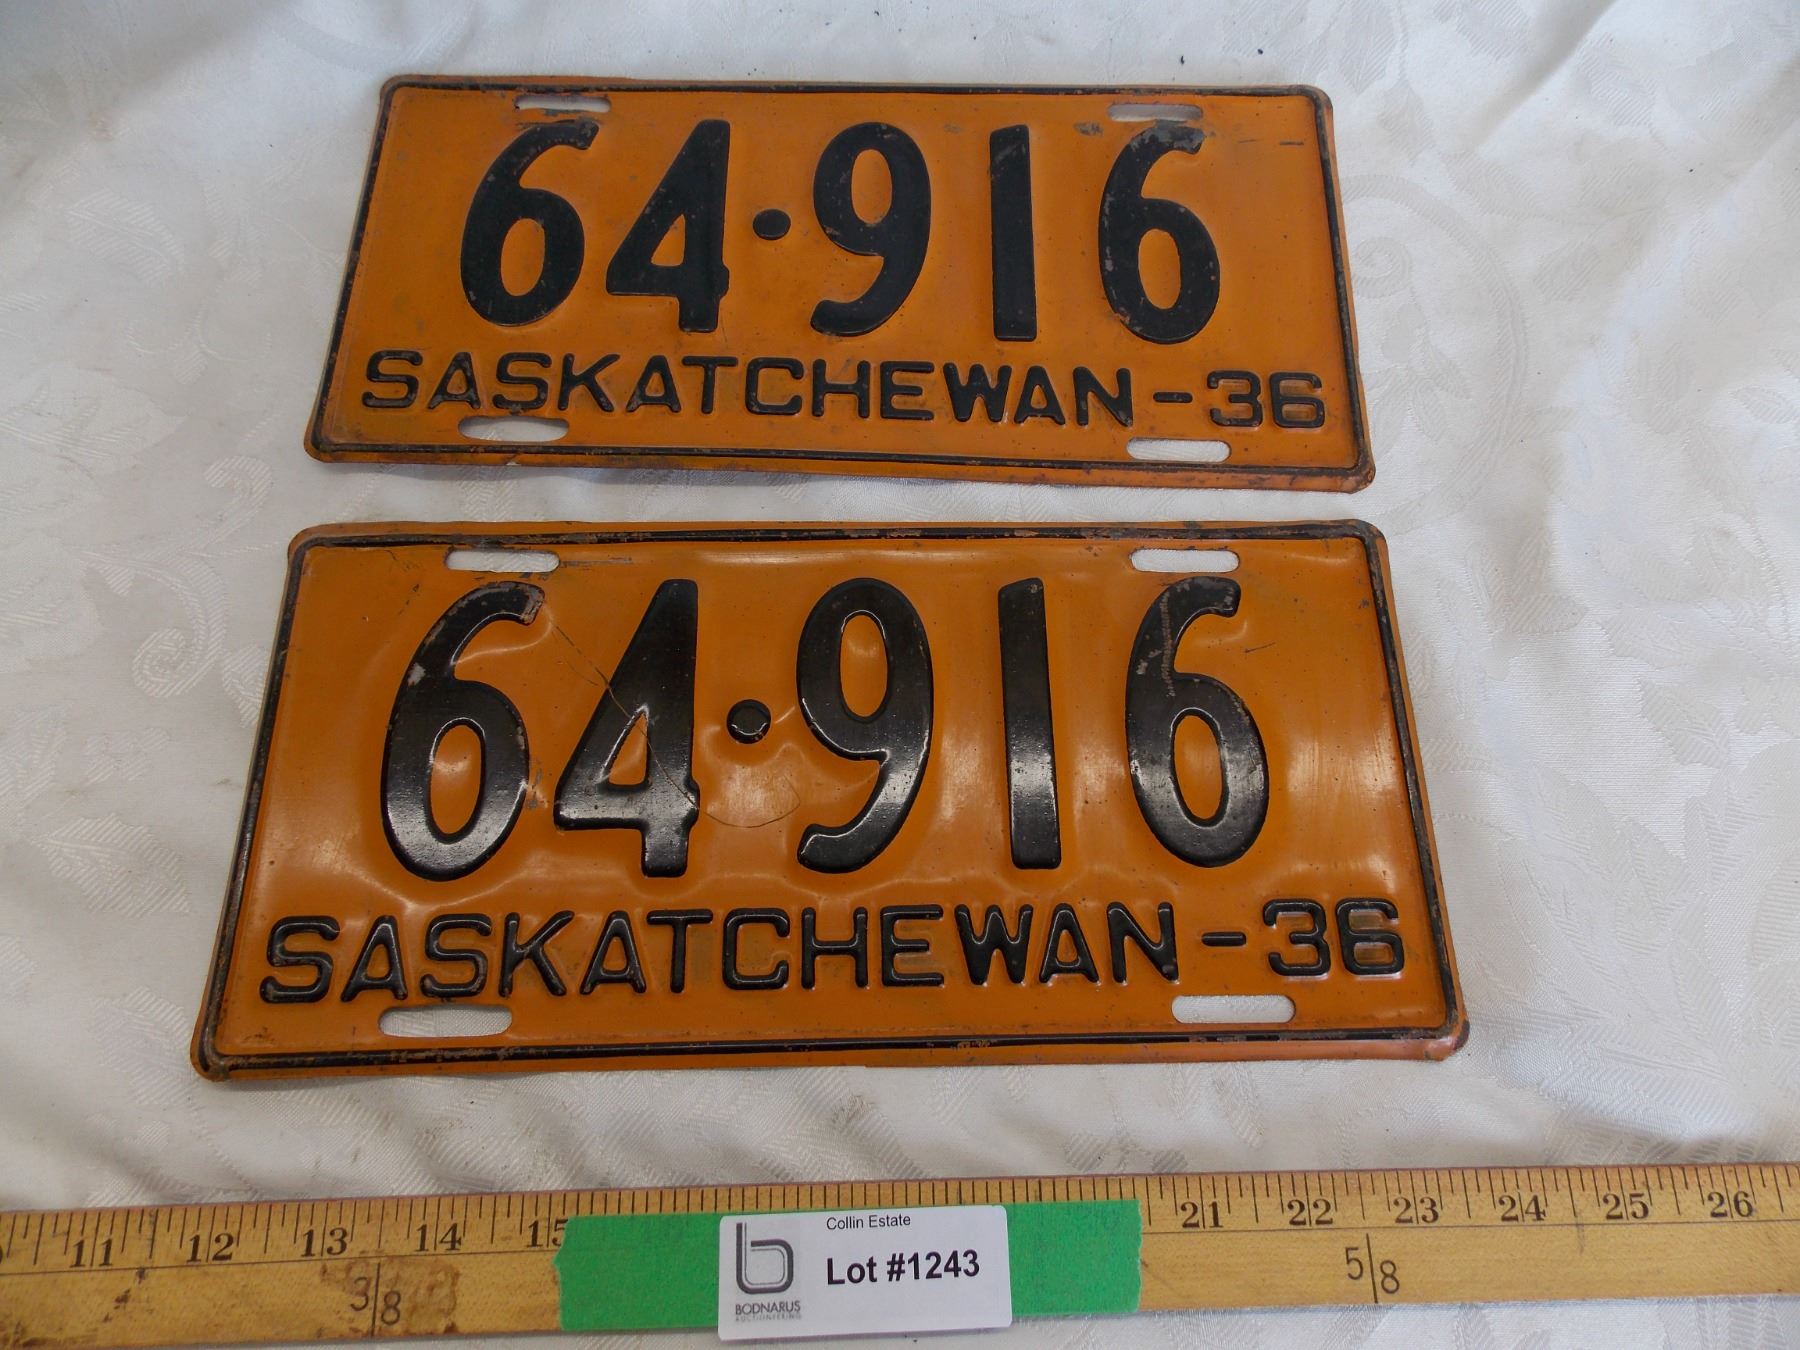 64·916
SASKATCHEWAN-36
64·916
SASKATCHEWAN-36
11 12 13 14 15 21 22 23 24 25 26
3/8 5/8
Collin Estate
Lot #1243
BODNARUS
AUCTIONEERING